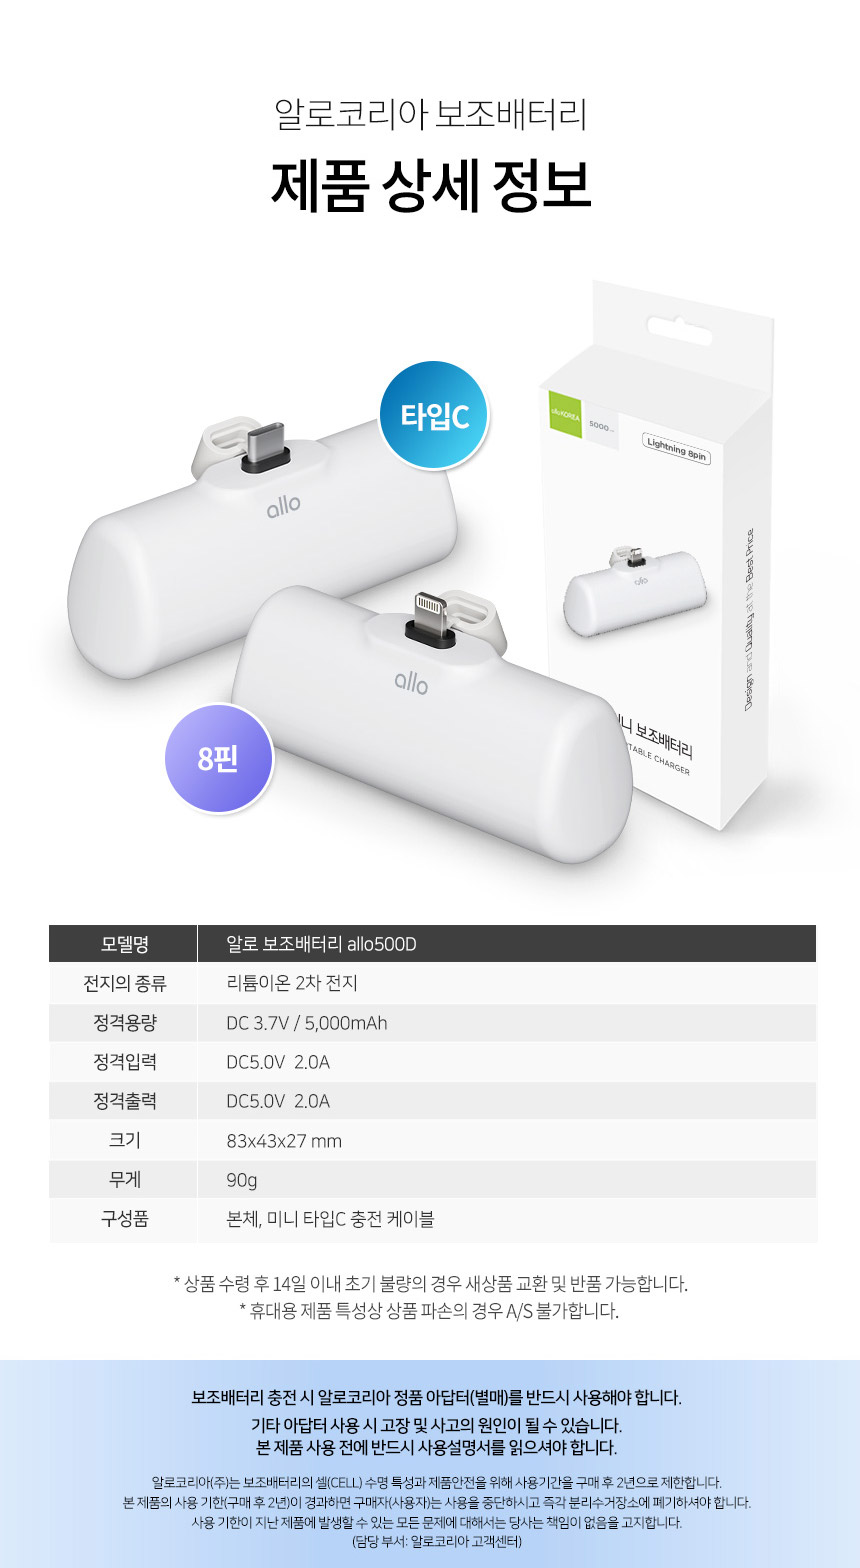 알로코리아 보조배터리
제품 상세 정보
타입C
alloKOREA
5000
Lightning 8pin
allo
allo
allo
Design and Quality at the Best Price
니 보조배터리
TABLE CHARGER
8핀
모델명 알로 보조배터리 allo500D
전지의 종류 리튬이온 2차 전지
정격용량 DC 3.7V / 5,000mAh
정격입력 DC5.0V 2.0A
정격출력 DC5.0V 2.0A
크기 83x43x27 mm
무게 90g
구성품 본체, 미니 타입C 충전 케이블
* 상품 수령 후 14일 이내 초기 불량의 경우 새상품 교환 및 반품 가능합니다.
* 휴대용 제품 특성상 상품 파손의 경우 A/S 불가합니다.
보조배터리 충전 시 알로코리아 정품 아답터(별매)를 반드시 사용해야 합니다.
기타 아답터 사용 시 고장 및 사고의 원인이 될 수 있습니다.
본 제품 사용 전에 반드시 사용설명서를 읽으셔야 합니다.
알로코리아(주)는 보조배터리의 셀(CELL) 수명 특성과 제품안전을 위해 사용기간을 구매 후 2년으로 제한합니다.
본 제품의 사용 기한(구매 후 2년)이 경과하면 구매자(사용자)는 사용을 중단하시고 즉각 분리수거장소에 폐기하셔야 합니다.
사용 기한이 지난 제품에 발생할 수 있는 모든 문제에 대해서는 당사는 책임이 없음을 고지합니다.
(담당 부서: 알로코리아 고객센터)